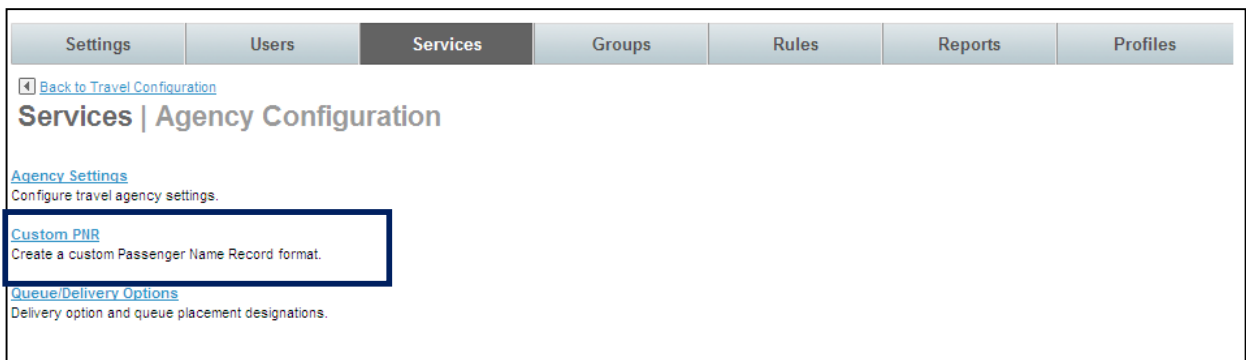 Settings Users Services Groups Rules Reports Profiles
Back to Travel Configuration
Services | Agency Configuration
Agency Settings
Configure travel agency settings.
Custom PNR
Create a custom Passenger Name Record format.
Queue/Delivery Options
Delivery option and queue placement designations.